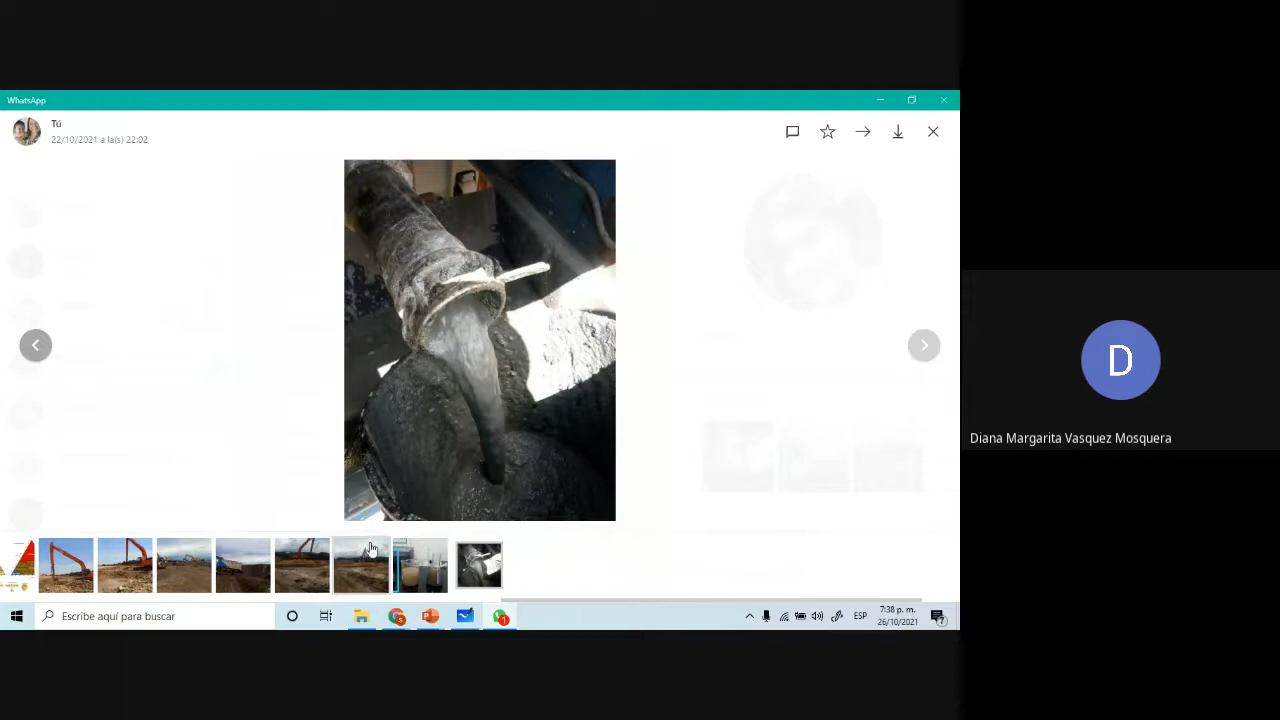 WhatsApp
Tú
22/10/2021 a la(s) 22:02
D
Diana Margarita Vasquez Mosquera
Escribe aquí para buscar
ESP
7:38 p. m.
26/10/2021